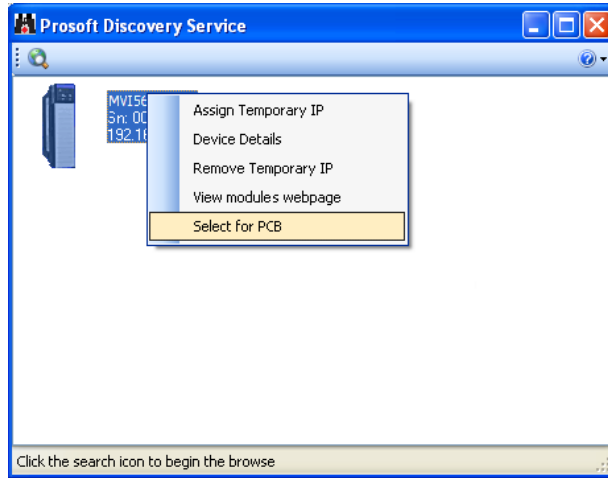 Prosoft Discovery Service
MVI56
Sn: 00
192.16
Assign Temporary IP
Device Details
Remove Temporary IP
View modules webpage
Select for PCB
Click the search icon to begin the browse